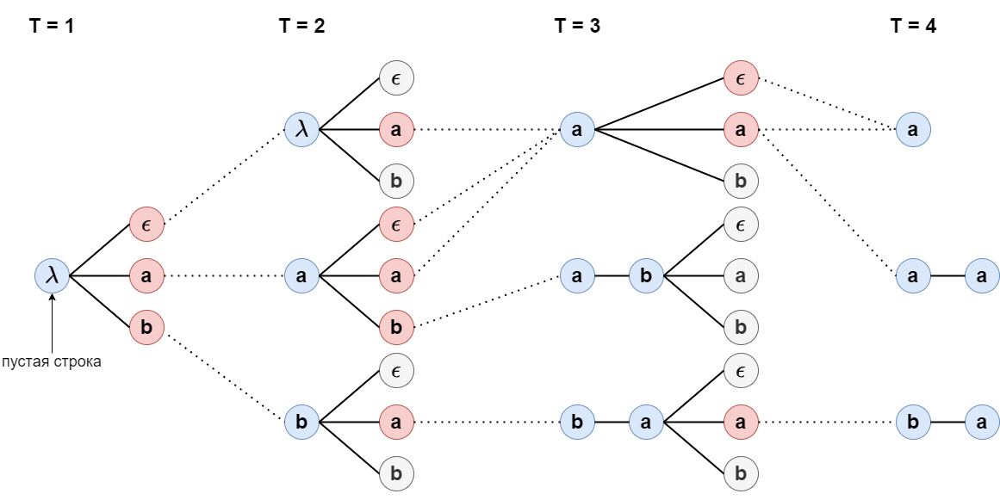 T = 1 T = 2 T = 3 T = 4
ϵ ϵ
λ a a a a
b b
ϵ ϵ ϵ
λ a a a a b a a a
b b b
пустая строка
ϵ ϵ
b a b a a b a
b b